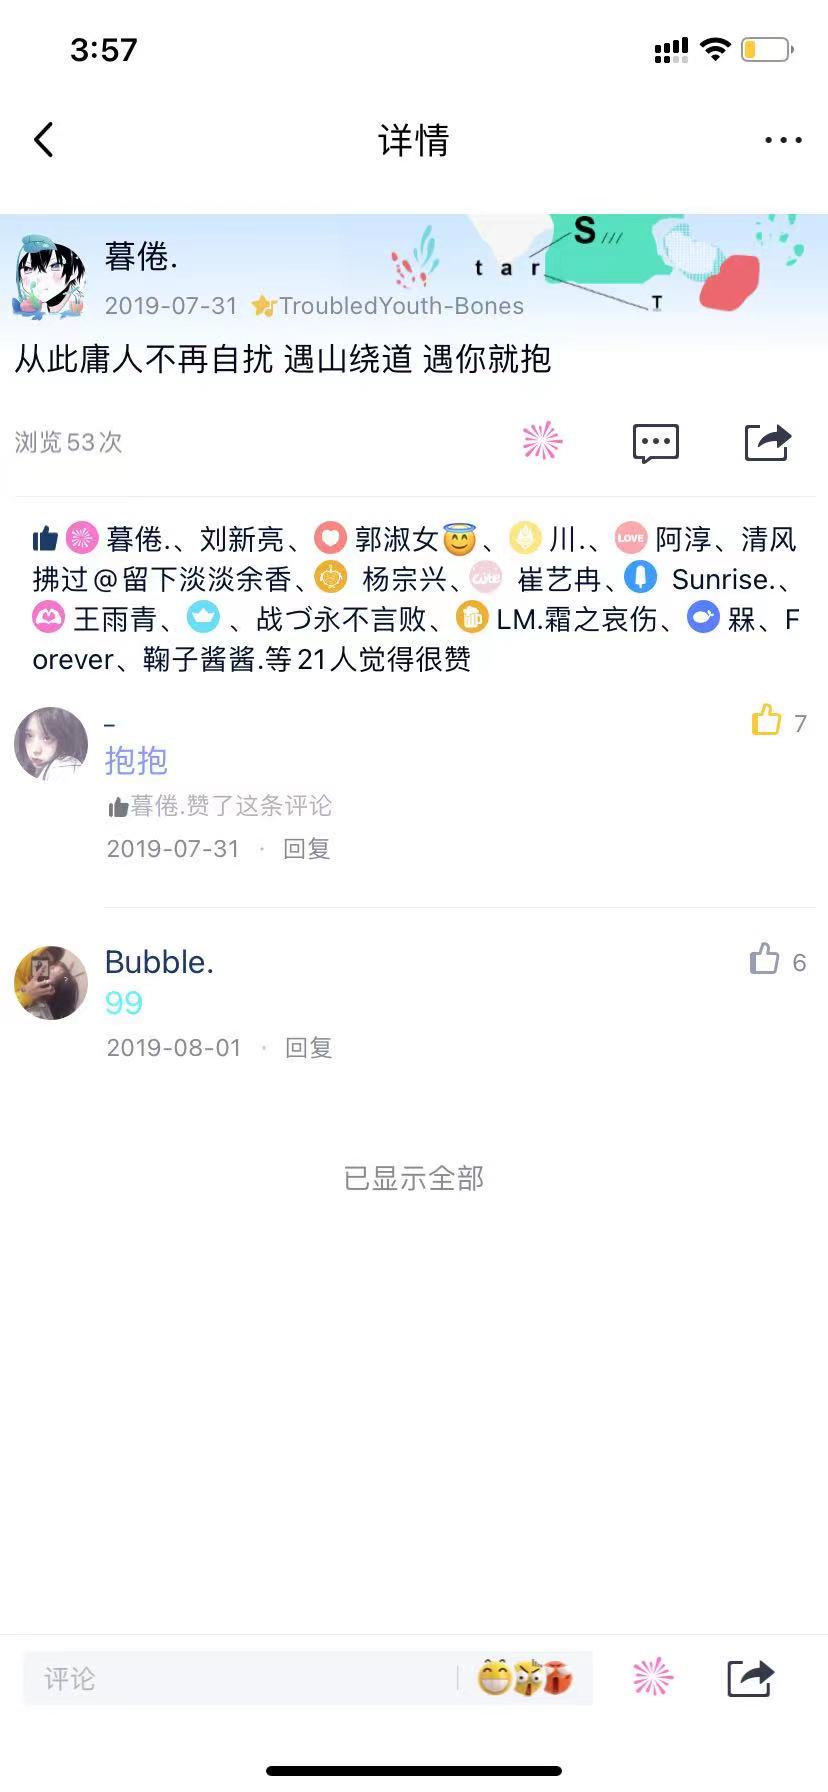 3:57
详情
S
tar
T
暮倦.
2019-07-31 TroubledYouth-Bones
从此庸人不再自扰 遇山绕道 遇你就抱
浏览53次
暮倦.、刘新亮、郭淑女😇、川.、LOVE 阿淳、清风
拂过@留下淡淡余香、杨宗兴、cute 崔艺冉、Sunrise.、
王雨青、 、战づ永不言败、LM.霜之哀伤、槑、F
orever、鞠子酱酱.等21人觉得很赞
_
7
抱抱
暮倦.赞了这条评论
2019-07-31 · 回复
Bubble.
6
99
2019-08-01 · 回复
已显示全部
评论